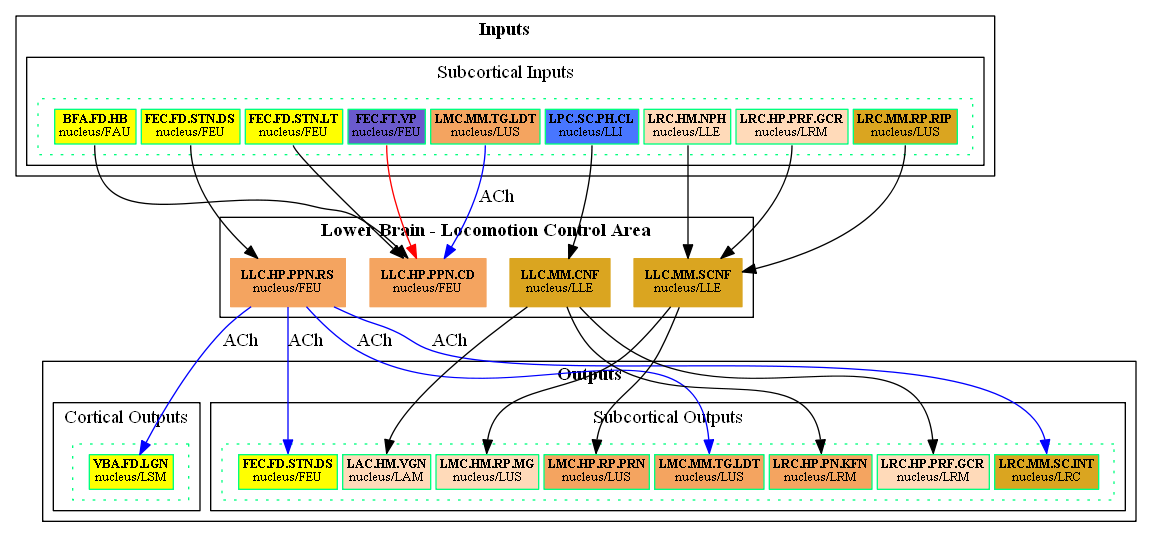 Inputs
Subcortical Inputs
BFA.FD.HB
nucleus/FAU
FEC.FD.STN.DS
nucleus/FEU
FEC.FD.STN.LT
nucleus/FEU
FEC.FT.VP
nucleus/FEU
LMC.MM.TG.LDT
nucleus/LUS
LPC.SC.PH.CL
nucleus/LLI
LRC.HM.NPH
nucleus/LLE
LRC.HP.PRF.GCR
nucleus/LRM
LRC.MM.RP.RIP
nucleus/LUS
ACh
Lower Brain - Locomotion Control Area
LLC.HP.PPN.RS
nucleus/FEU
LLC.HP.PPN.CD
nucleus/FEU
LLC.MM.CNF
nucleus/LLE
LLC.MM.SCNF
nucleus/LLE
ACh
ACh
ACh
ACh
Outputs
Cortical Outputs
VBA.FD.LGN
nucleus/LSM
Subcortical Outputs
FEC.FD.STN.DS
nucleus/FEU
LAC.HM.VGN
nucleus/LAM
LMC.HM.RP.MG
nucleus/LUS
LMC.HP.RP.PRN
nucleus/LUS
LMC.MM.TG.LDT
nucleus/LUS
LRC.HP.PN.KFN
nucleus/LRM
LRC.HP.PRF.GCR
nucleus/LRM
LRC.MM.SC.INT
nucleus/LRC